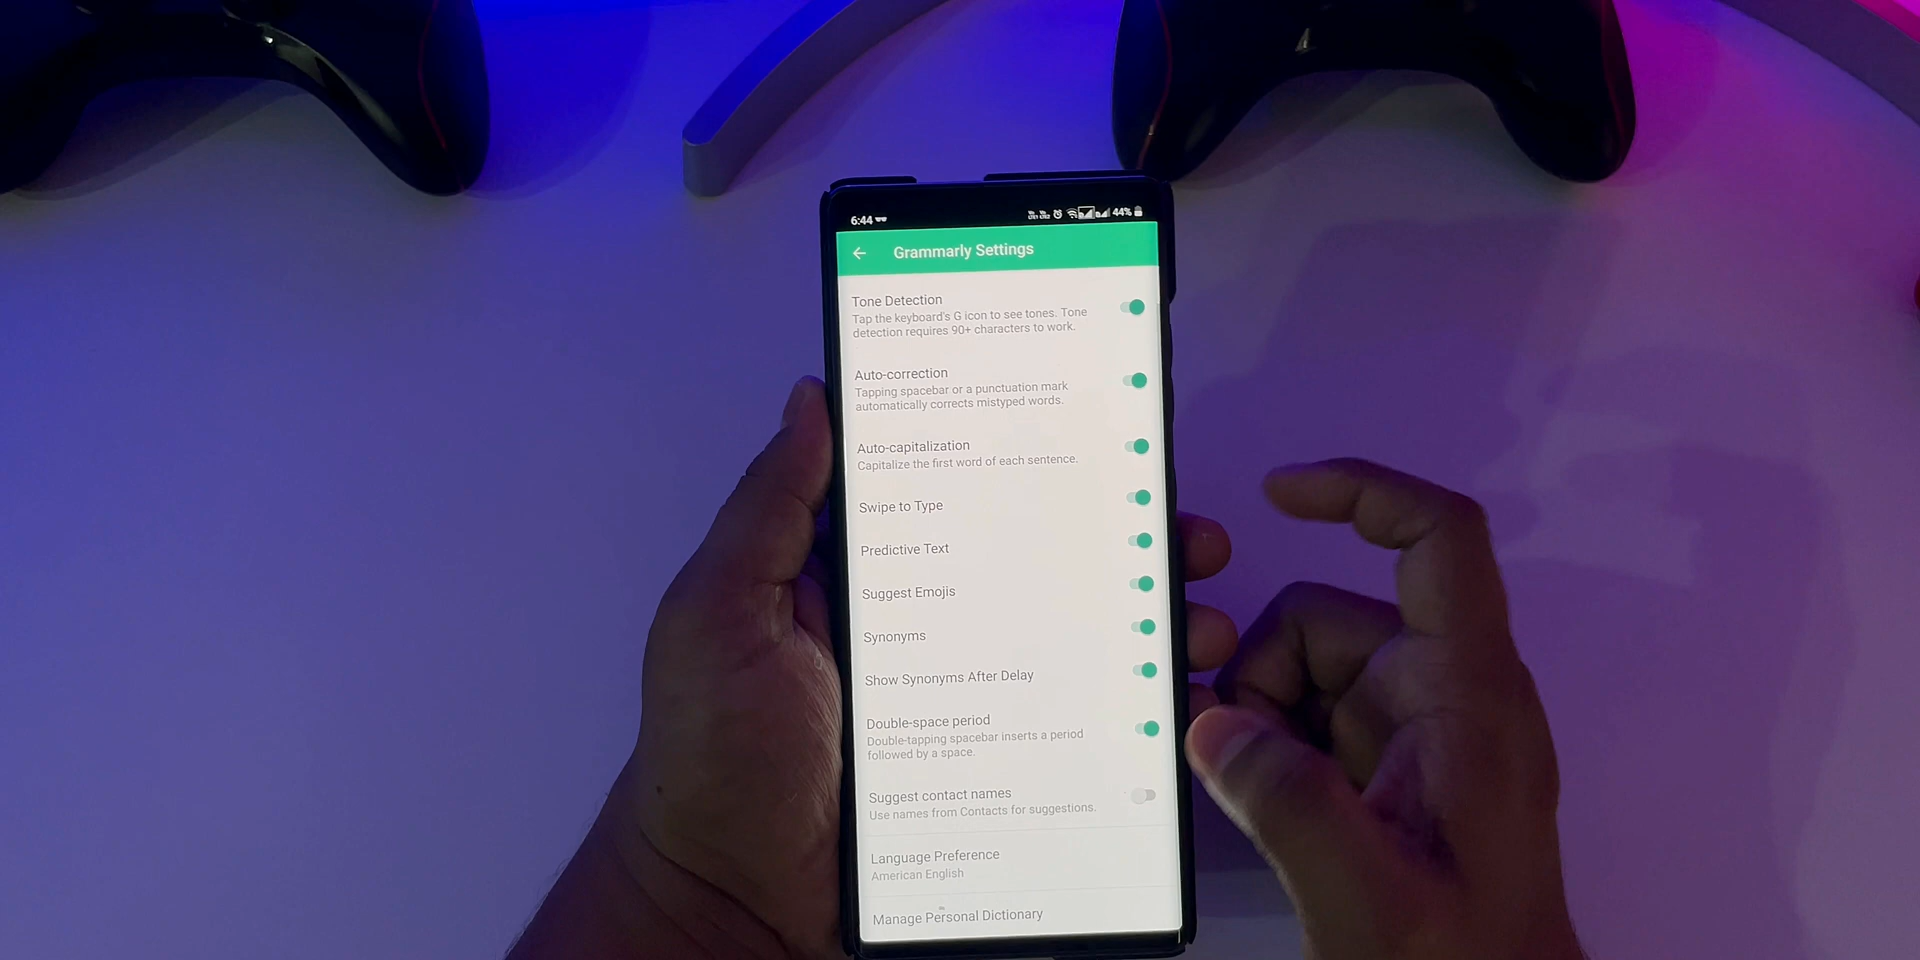 6:44
44%
Grammarly Settings
Tone Detection
Tap the keyboard's G icon to see tones. Tone
detection requires 90+ characters to work.
Auto-correction
Tapping spacebar or a punctuation mark
automatically corrects mistyped words.
Auto-capitalization
Capitalize the first word of each sentence.
Swipe to Type
Predictive Text
Suggest Emojis
Synonyms
Show Synonyms After Delay
Double-space period
Double-tapping spacebar inserts a period
followed by a space.
Suggest contact names
Use names from Contacts for suggestions.
Language Preference
American English
Manage Personal Dictionary